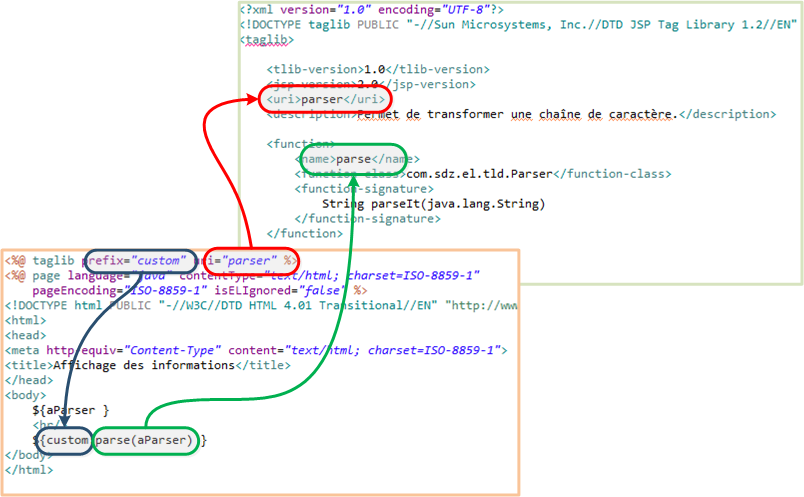 <?xml version="1.0" encoding="UTF-8"?>
<!DOCTYPE taglib PUBLIC "-//Sun Microsystems, Inc.//DTD JSP Tag Library 1.2//EN"
<taglib>
<tlib-version>1.0</tlib-version>
<jsp-version>2.0</jsp-version>
<uri>parser</uri>
<description>Permet de transformer une chaîne de caractère.</description>
<function>
<name>parse</name>
<function-class>com.sdz.el.tld.Parser</function-class>
<function-signature>
String parseIt(java.lang.String)
</function-signature>
</function>
<%@ taglib prefix="custom" uri="parser" %>
<%@ page language="java" contentType="text/html; charset=ISO-8859-1"
pageEncoding="ISO-8859-1" isELIgnored="false" %>
<!DOCTYPE html PUBLIC "-//W3C//DTD HTML 4.01 Transitional//EN" "http://www
<html>
<head>
<meta http-equiv="Content-Type" content="text/html; charset=ISO-8859-1">
<title>Affichage des informations</title>
</head>
<body>
${aParser }
<hr/
${custom:parse(aParser) }
</body>
</html>